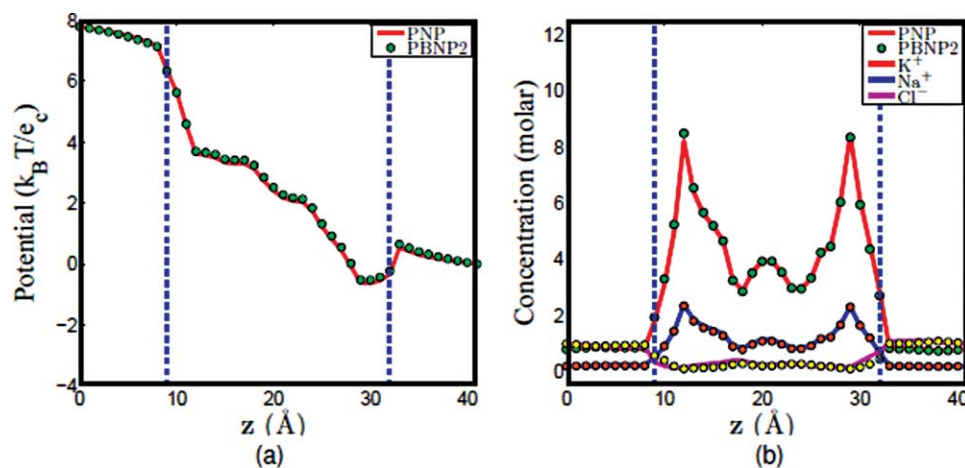 8
6
4
2
0
−2
−4
Potential (k_B T/e_c)
PNP
PBNP2
0 10 20 30 40
z (Å)
(a)
12
10
8
6
4
2
0
Concentration (molar)
PNP
PBNP2
K⁺
Na⁺
Cl⁻
0 10 20 30 40
z (Å)
(b)